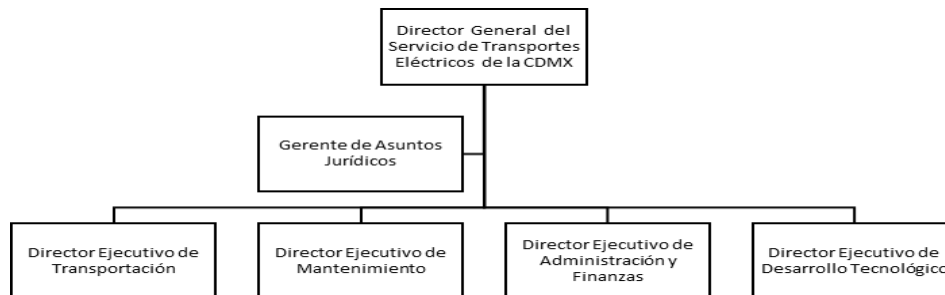 Director General del
Servicio de Transportes
Eléctricos de la CDMX
Gerente de Asuntos
Jurídicos
Director Ejecutivo de
Transportación
Director Ejecutivo de
Mantenimiento
Director Ejecutivo de
Administración y
Finanzas
Director Ejecutivo de
Desarrollo Tecnológico